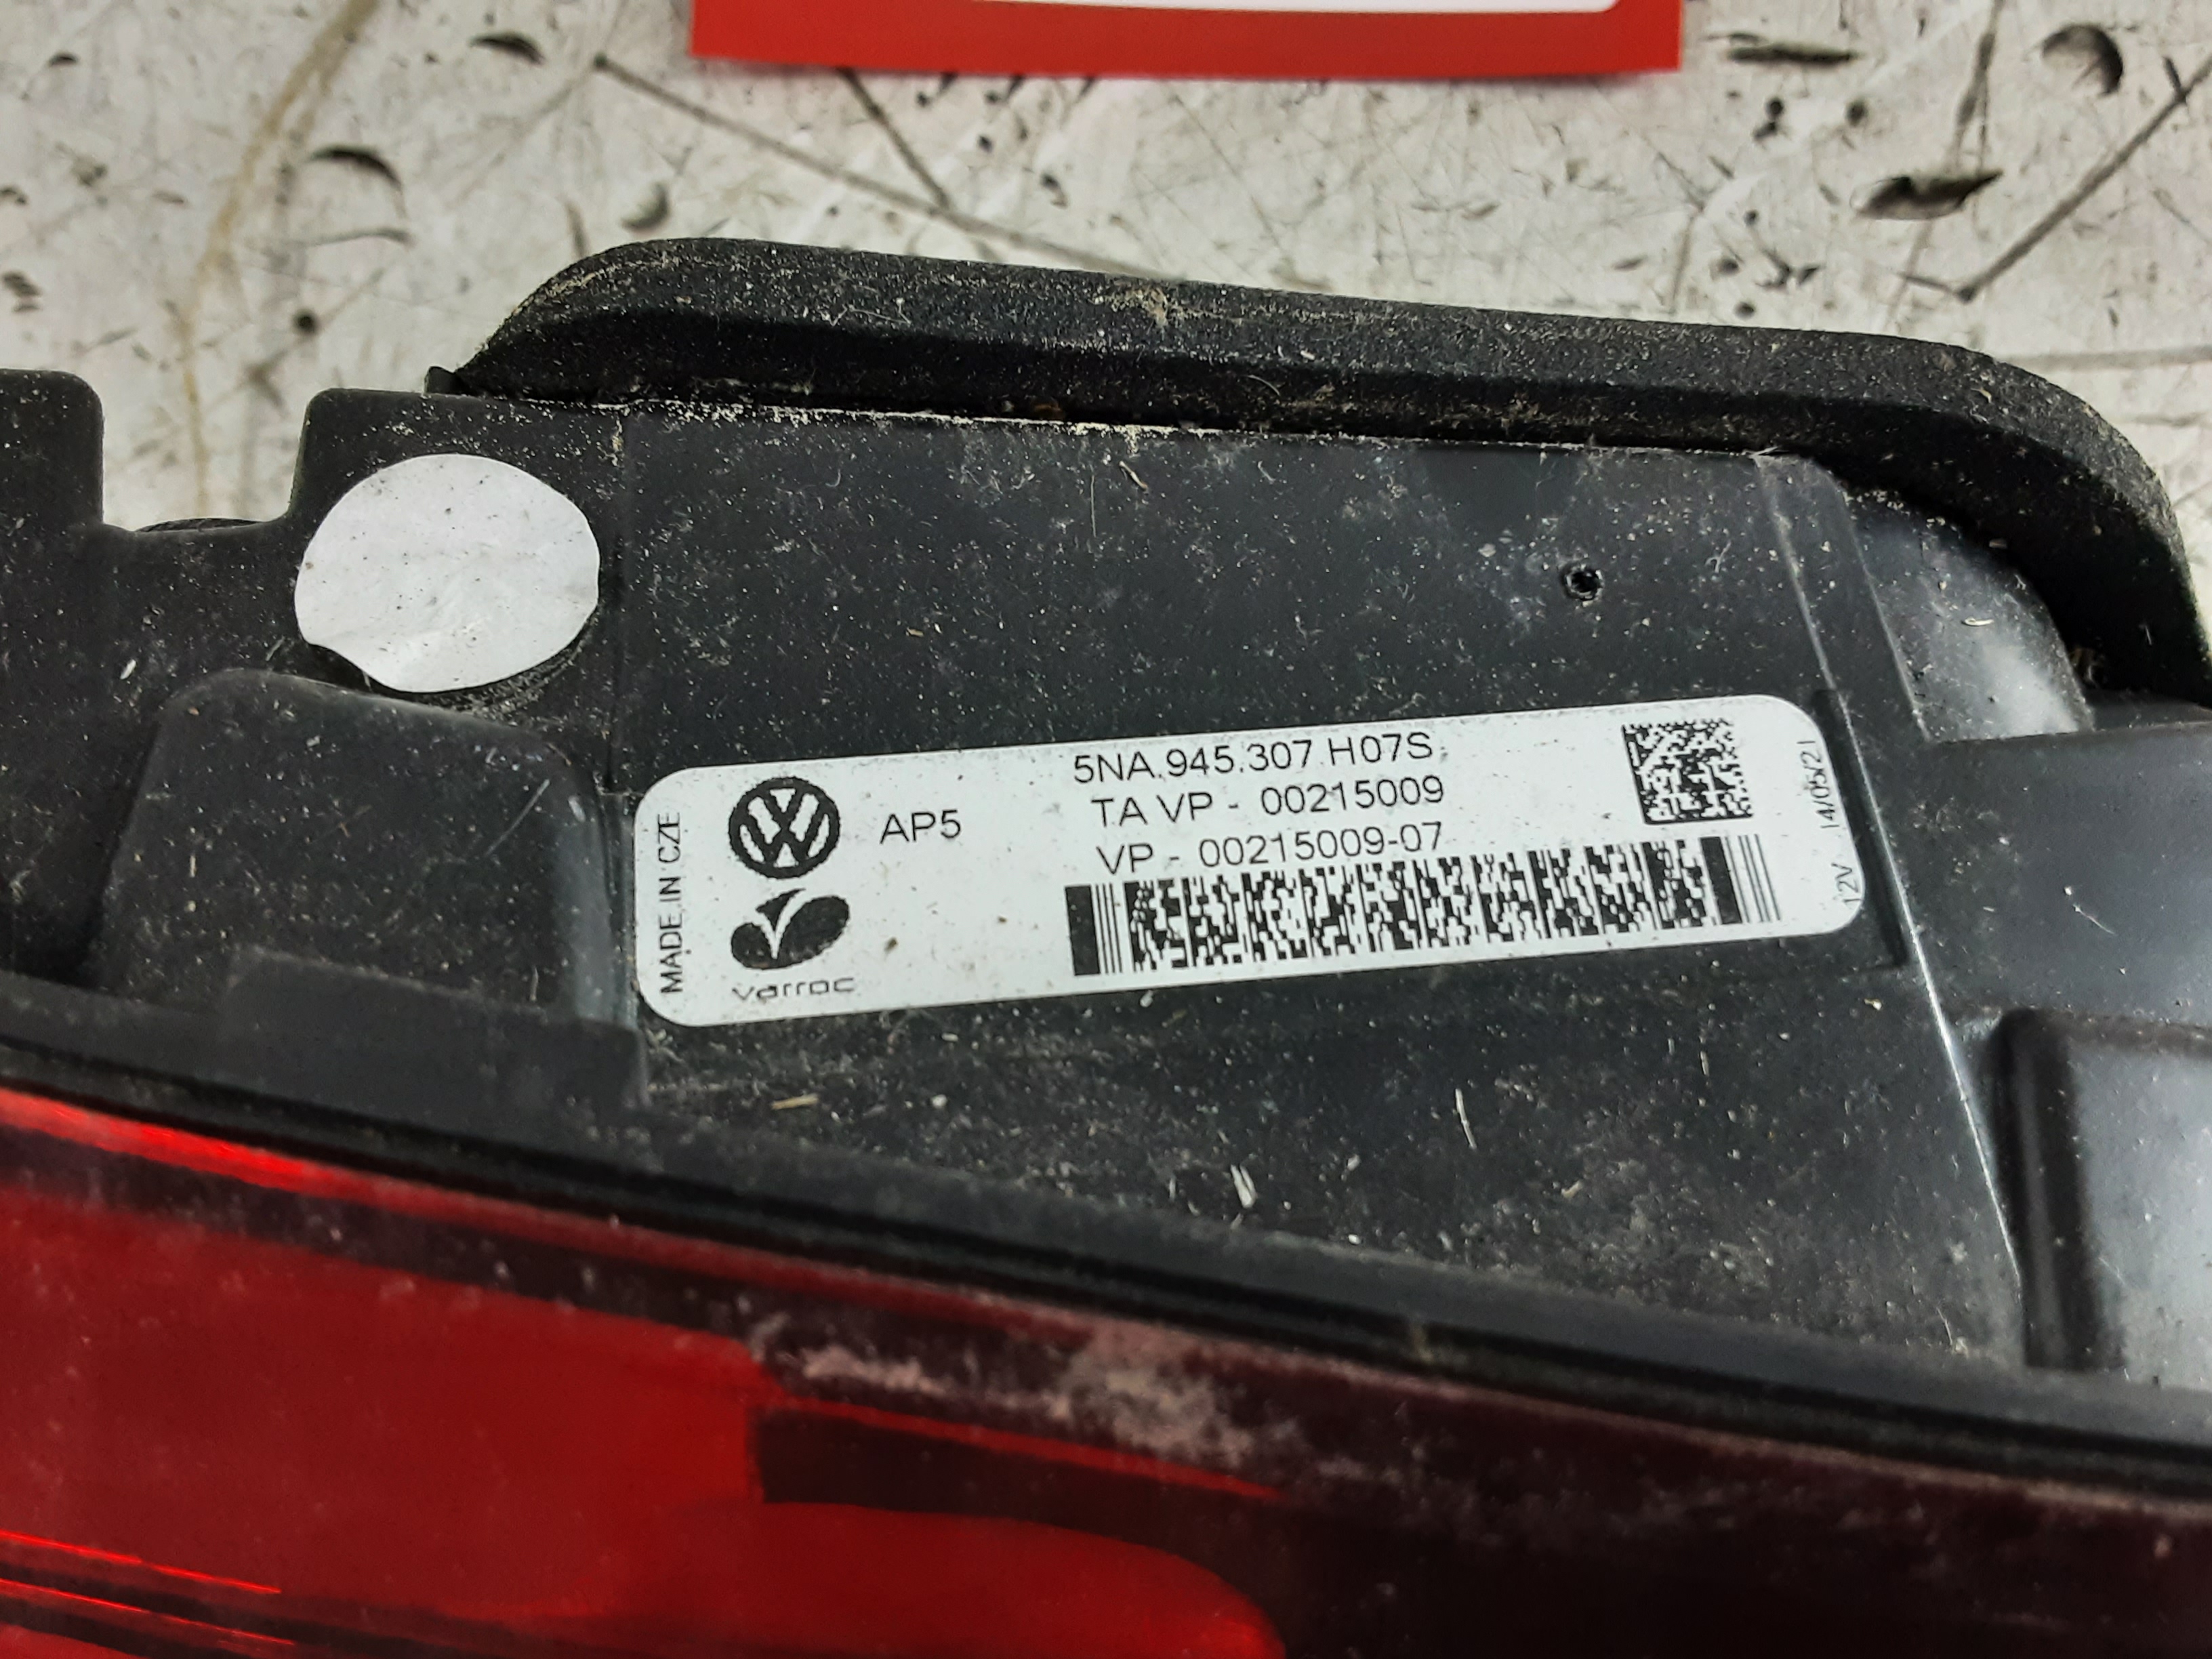 5NA.945.307 H07S
TA VP - 00215009
VP - 00215009-07
AP5
MADE IN CZE
varroc
14/05/21
12V